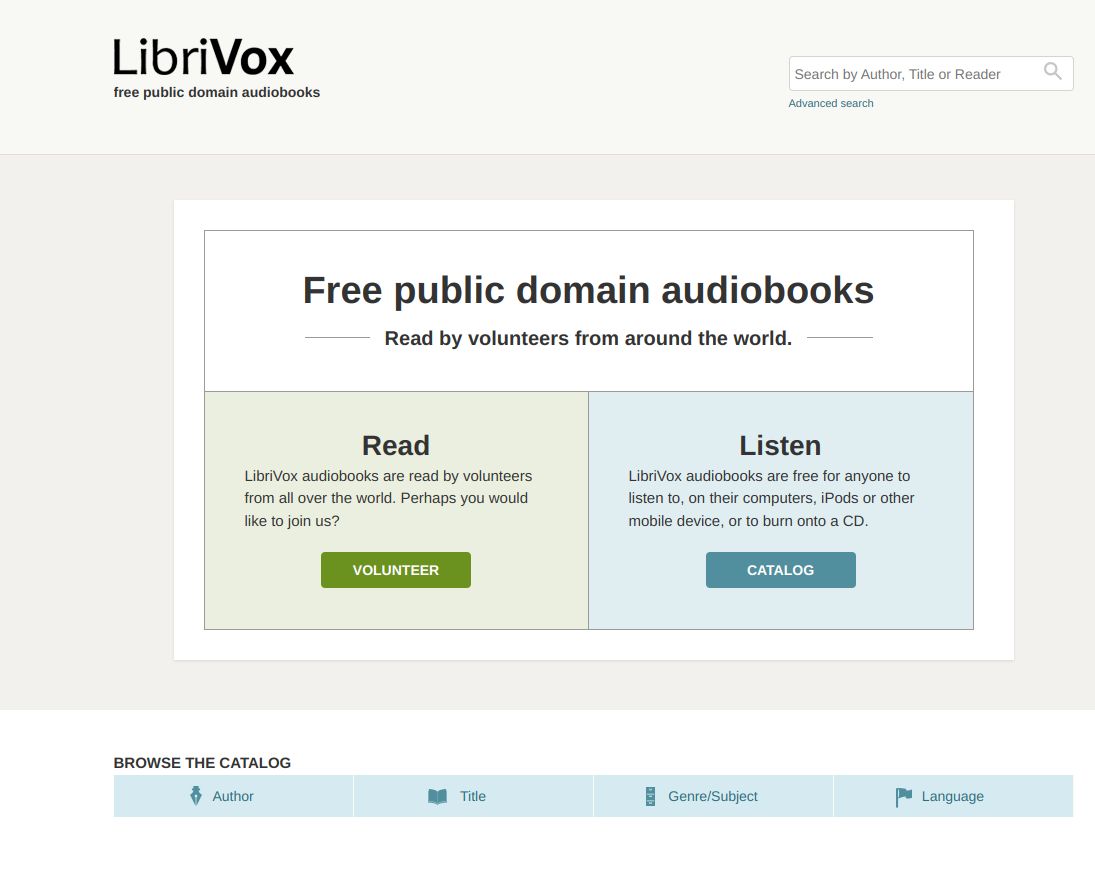 LibriVox
free public domain audiobooks
Search by Author, Title or Reader
Advanced search
Free public domain audiobooks
Read by volunteers from around the world.
Read
LibriVox audiobooks are read by volunteers
from all over the world. Perhaps you would
like to join us?
VOLUNTEER
Listen
LibriVox audiobooks are free for anyone to
listen to, on their computers, iPods or other
mobile device, or to burn onto a CD.
CATALOG
BROWSE THE CATALOG
Author
Title
Genre/Subject
Language